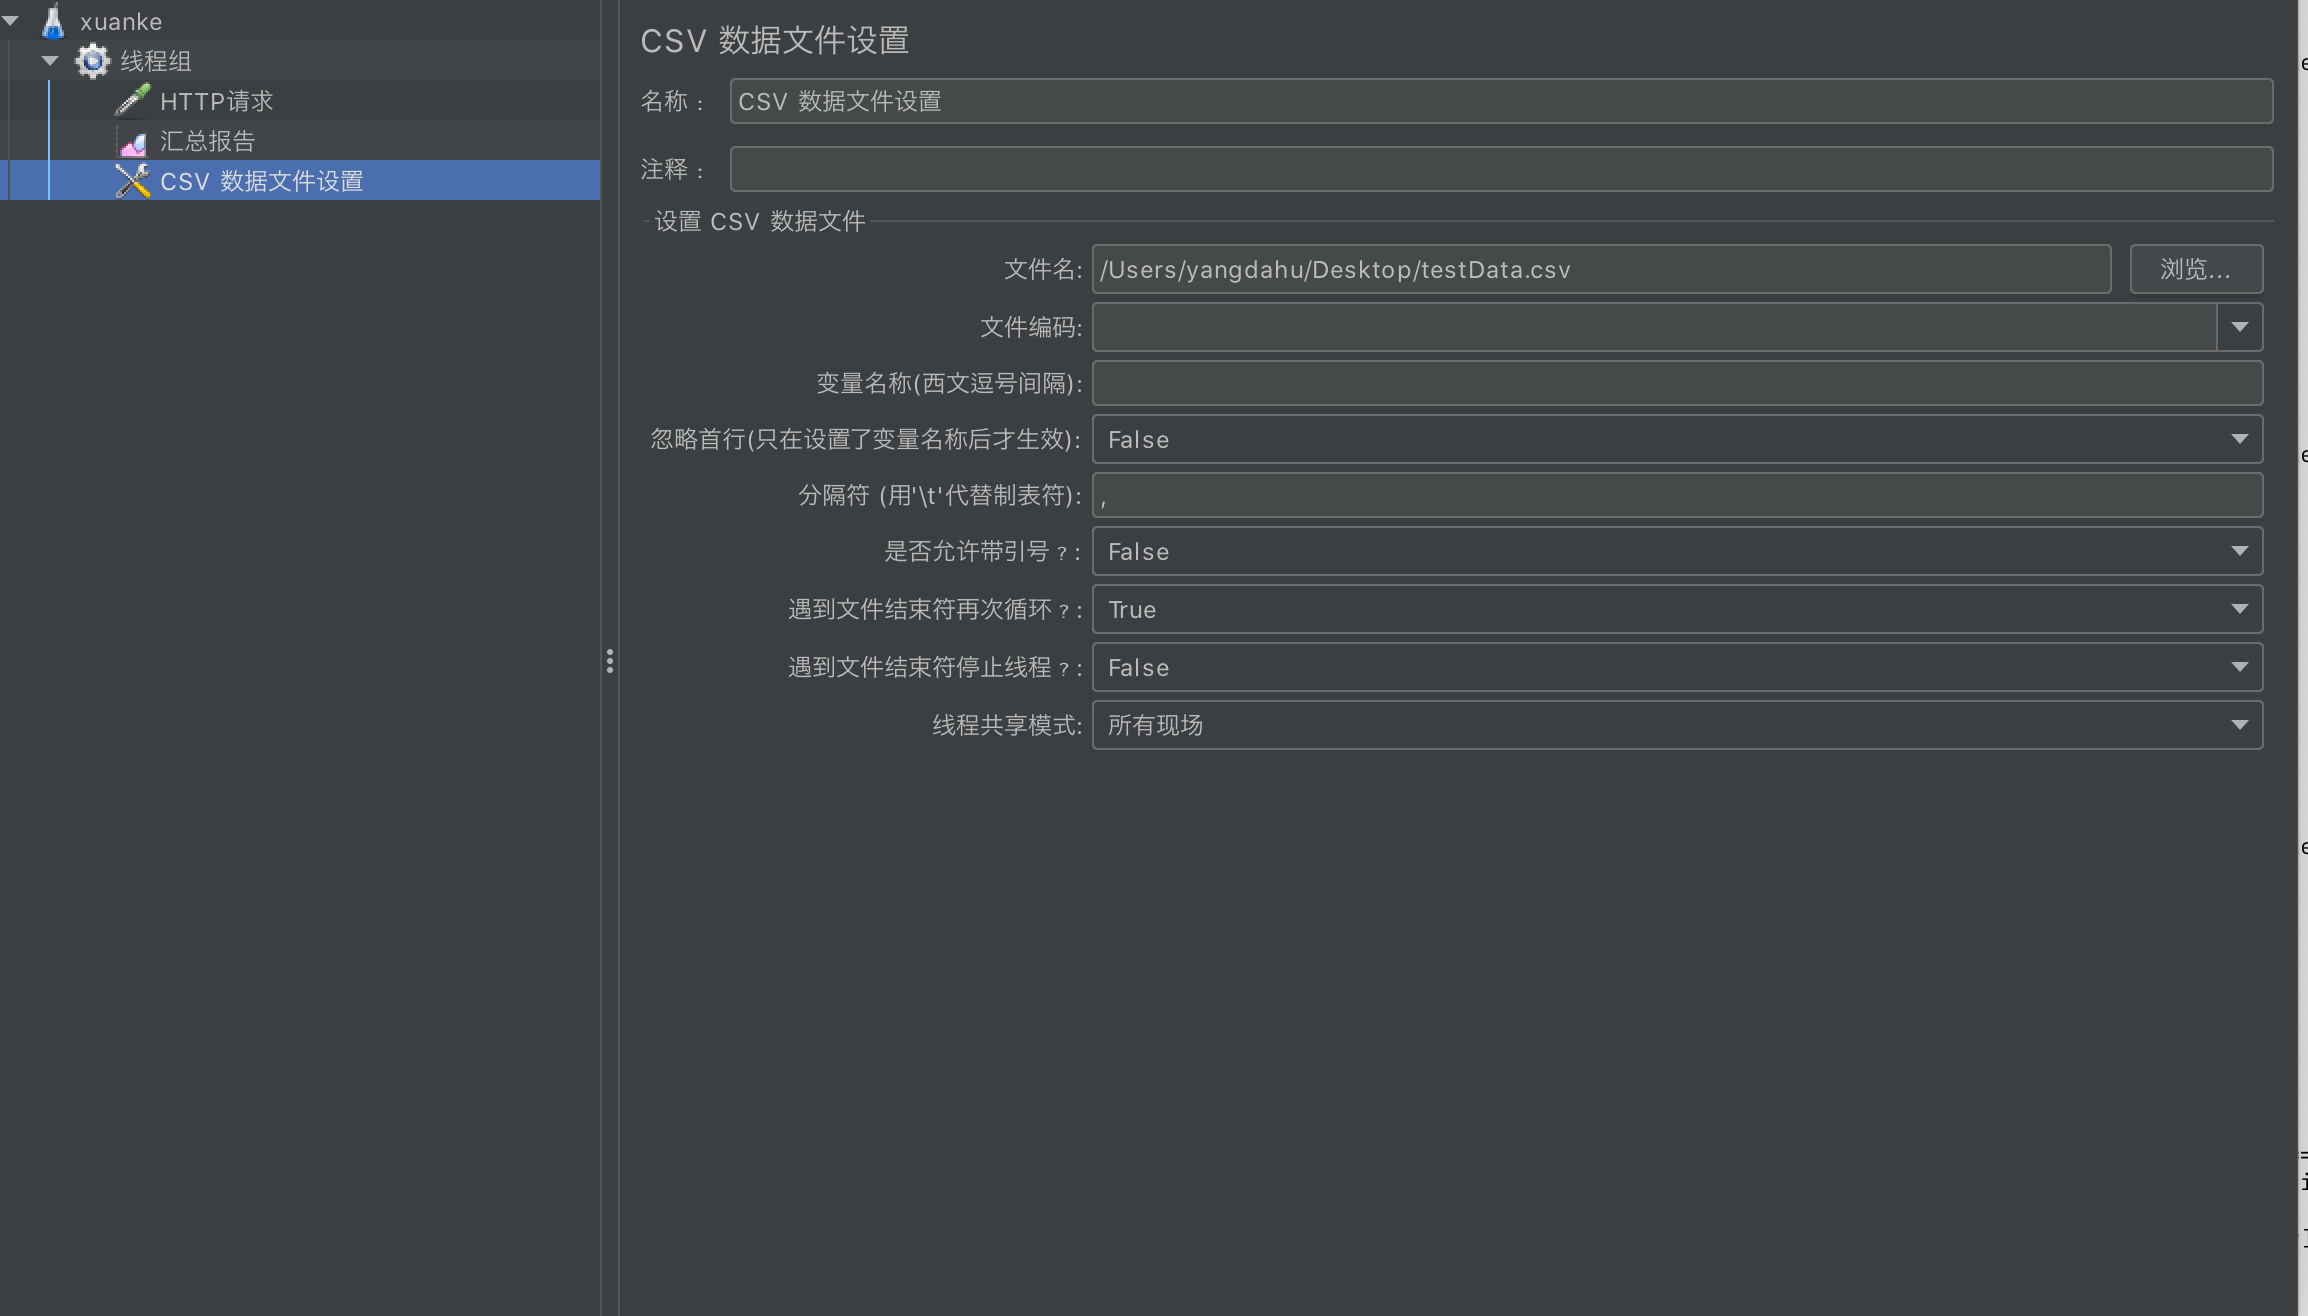 xuanke
线程组
HTTP请求
汇总报告
CSV 数据文件设置
CSV 数据文件设置
名称： CSV 数据文件设置
注释：
设置 CSV 数据文件
文件名: /Users/yangdahu/Desktop/testData.csv 浏览...
文件编码:
变量名称(西文逗号间隔):
忽略首行(只在设置了变量名称后才生效): False
分隔符 (用'\t'代替制表符): ,
是否允许带引号？: False
遇到文件结束符再次循环？: True
遇到文件结束符停止线程？: False
线程共享模式: 所有现场